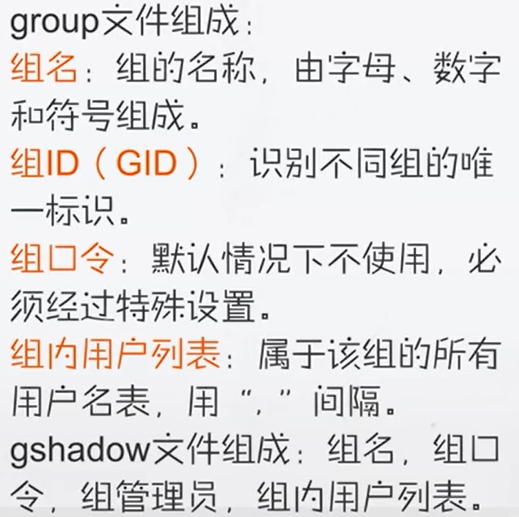 group文件组成：
组名：组的名称，由字母、数字
和符号组成。
组ID（GID）：识别不同组的唯
一标识。
组口令：默认情况下不使用，必
须经过特殊设置。
组内用户列表：属于该组的所有
用户名表，用“，”间隔。
gshadow文件组成：组名，组口
令，组管理员，组内用户列表。